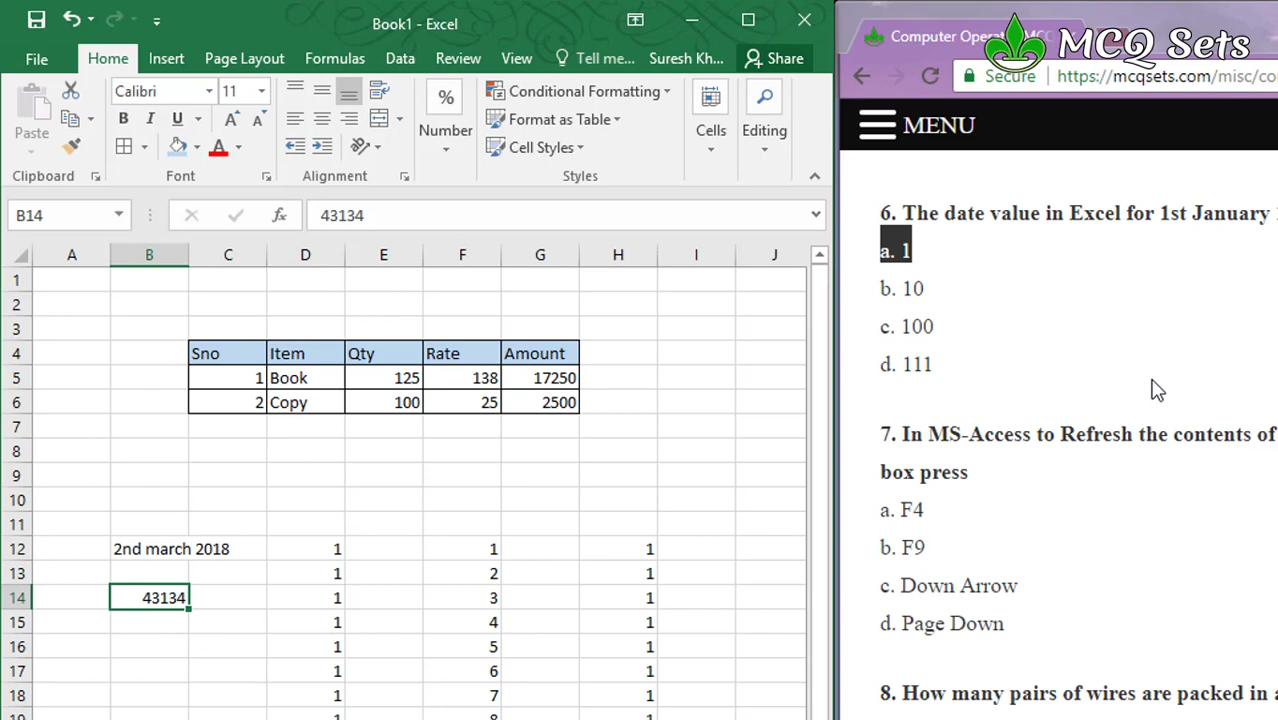 Book1 - Excel
File Home Insert Page Layout Formulas Data Review View Tell me... Suresh Kh... Share
Paste
Calibri 11
B I U
A A
A
%
Number
Conditional Formatting
Format as Table
Cell Styles
Cells
Editing
Clipboard Font Alignment Styles
B14 fx 43134
A B C D E F G H I J
1
2
3
4 Sno Item Qty Rate Amount
5 1 Book 125 138 17250
6 2 Copy 100 25 2500
7
8
9
10
11
12 2nd march 2018 1 1 1
13 1 2 1
14 43134 1 3 1
15 1 4 1
16 1 5 1
17 1 6 1
18 1 7 1
19 1 8 1
Computer Opera
MCQ Sets
Secure https://mcqsets.com/misc/co
MENU
6. The date value in Excel for 1st January
a. 1
b. 10
c. 100
d. 111
7. In MS-Access to Refresh the contents of
box press
a. F4
b. F9
c. Down Arrow
d. Page Down
8. How many pairs of wires are packed in